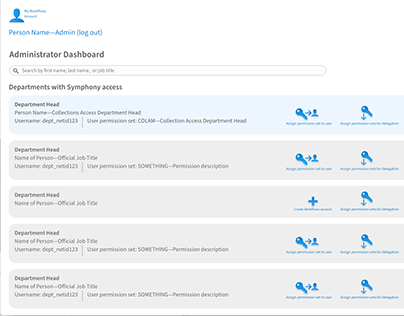 My Workflows
Account
Person Name—Admin (log out)
Administrator Dashboard
Search by first name, last name, or job title
Departments with Symphony access
Department Head
Person Name—Collections Access Department Head
Username: dept_netid123 User permission set: COLAM—Collection Access Department Head
Assign permission set to user Assign permission sets for delegation
Department Head
Name of Person—Official Job Title
Username: dept_netid123 User permission set: SOMETHING—Permission description
Assign permission set to user Assign permission sets for delegation
Department Head
Name of Person—Official Job Title
Create Workflows account Assign permission sets for delegation
Department Head
Name of Person—Official Job Title
Username: dept_netid123 User permission set: SOMETHING—Permission description
Assign permission set to user Assign permission sets for delegation
Department Head
Name of Person—Official Job Title
Username: dept_netid123 User permission set: SOMETHING—Permission description
Assign permission set to user Assign permission sets for delegation